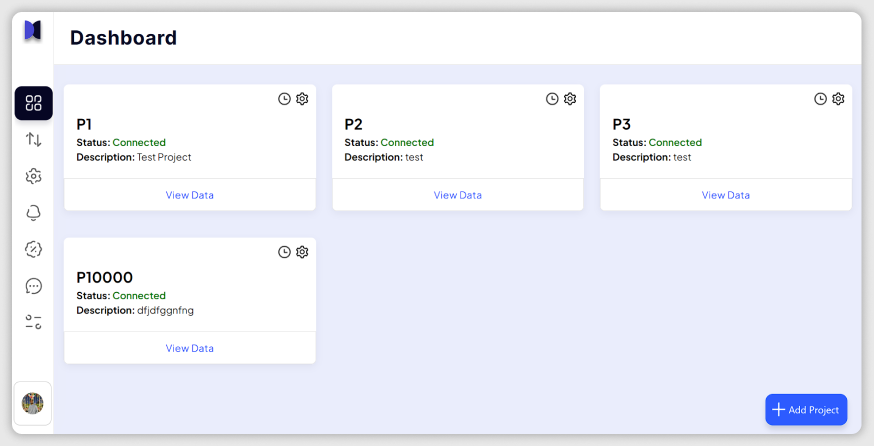 Dashboard
P1
Status: Connected
Description: Test Project
View Data
P2
Status: Connected
Description: test
View Data
P3
Status: Connected
Description: test
View Data
P10000
Status: Connected
Description: dfjdfggnfng
View Data
Add Project